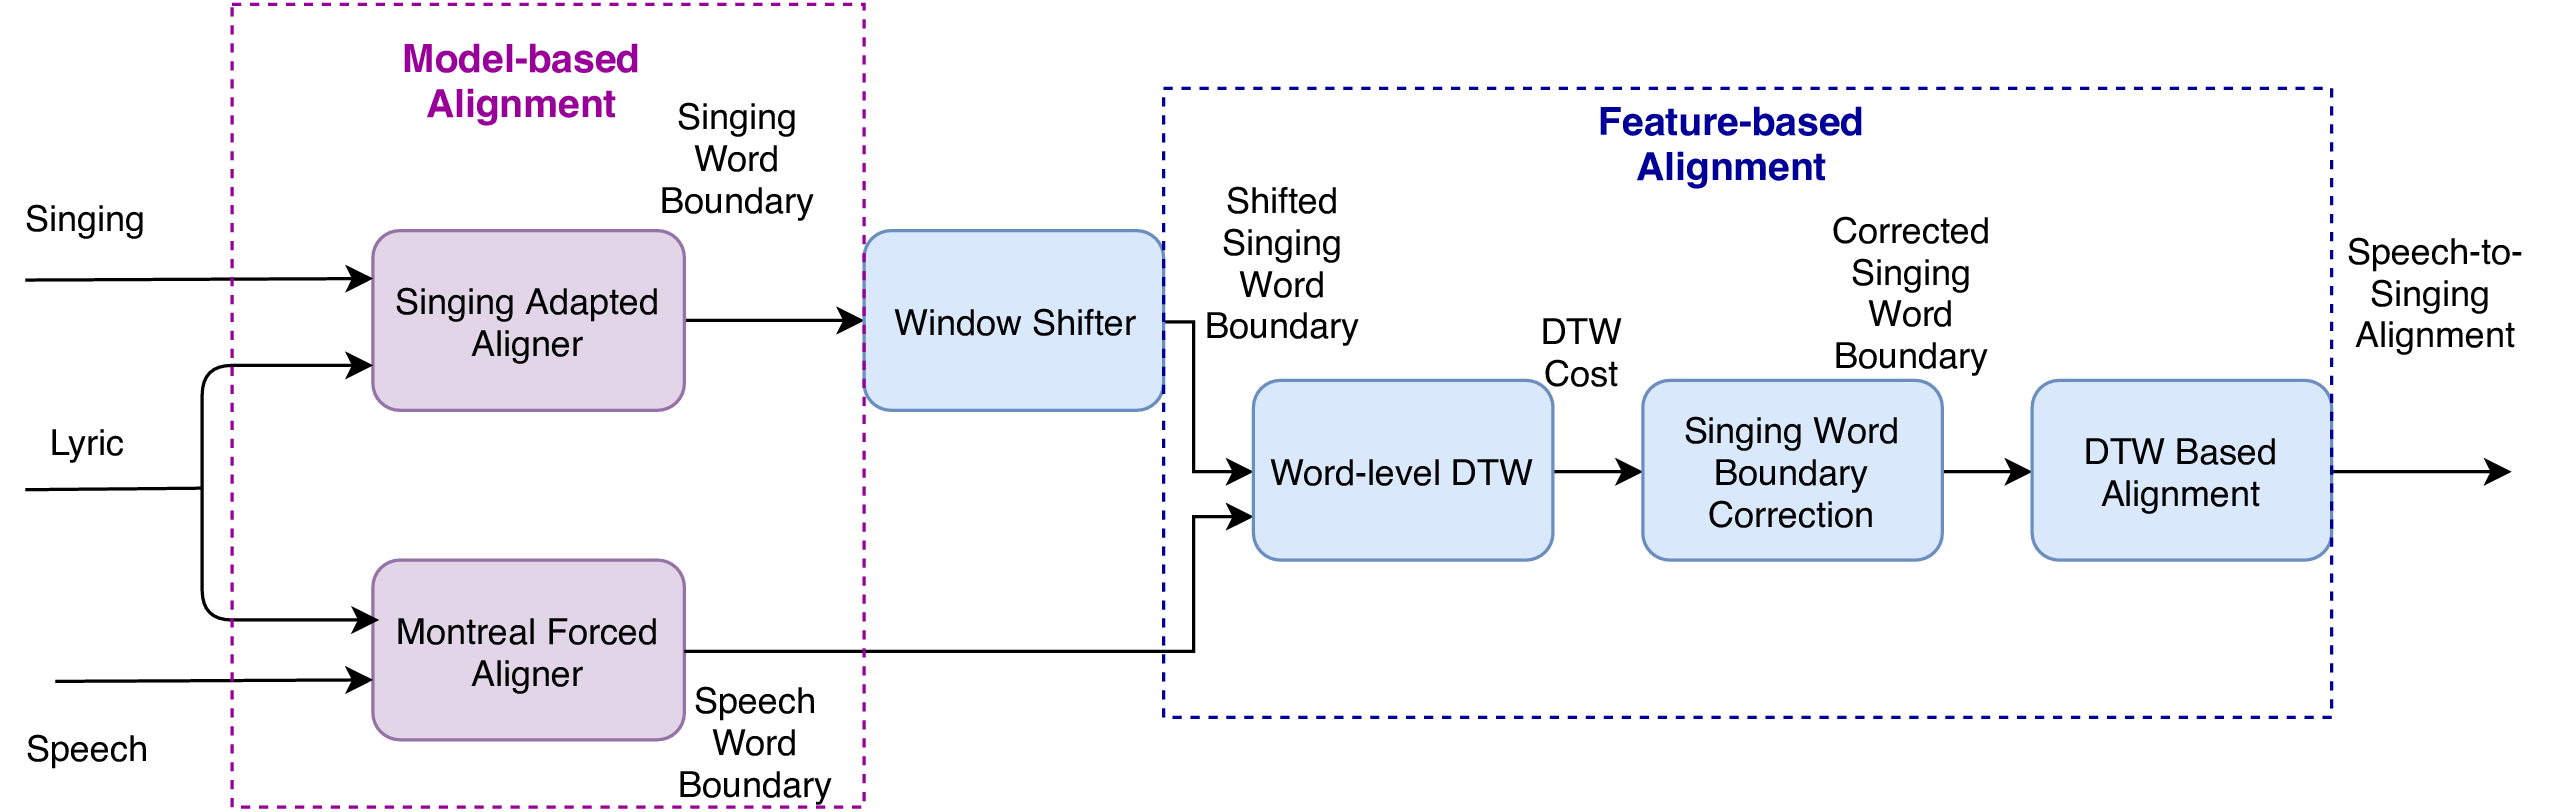 Model-based
Alignment
Singing
Word
Boundary
Singing
Lyric
Speech
Singing Adapted
Aligner
Montreal Forced
Aligner
Speech
Word
Boundary
Window Shifter
Feature-based
Alignment
Shifted
Singing
Word
Boundary
Word-level DTW
DTW
Cost
Singing Word
Boundary
Correction
Corrected
Singing
Word
Boundary
DTW Based
Alignment
Speech-to-
Singing
Alignment